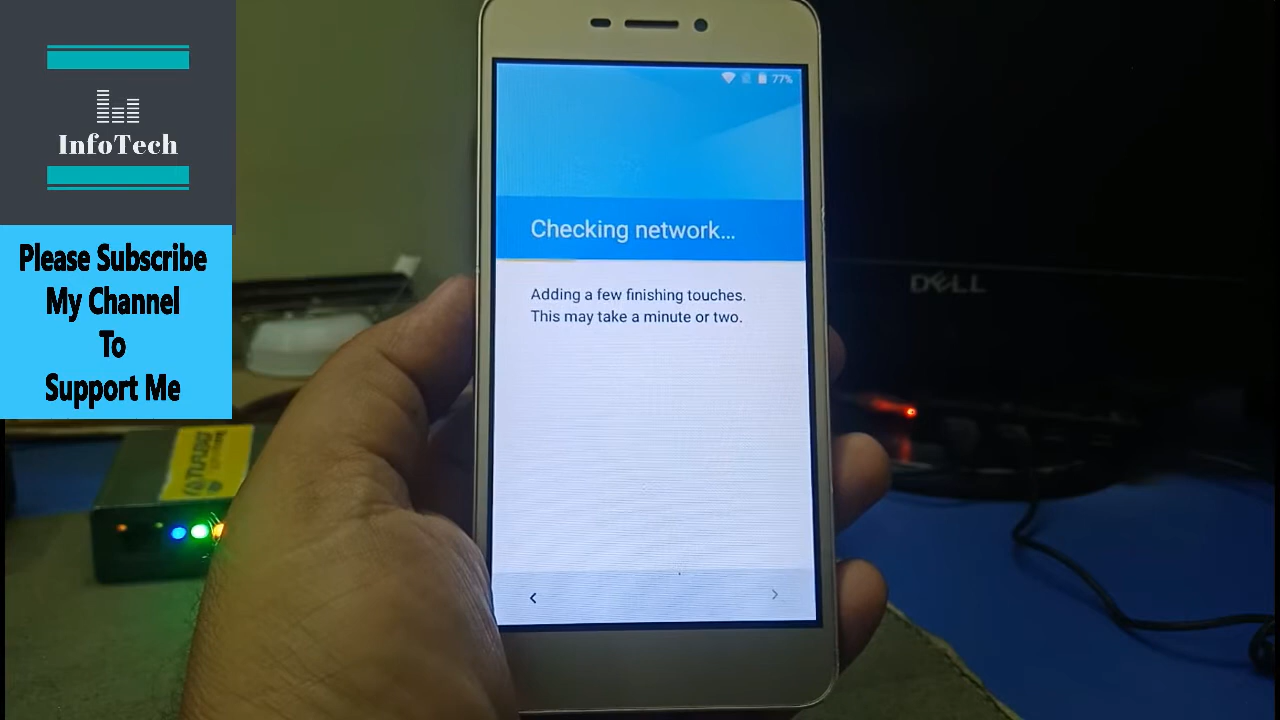 InfoTech
Please Subscribe
My Channel
To
Support Me
77%
Checking network...
Adding a few finishing touches.
This may take a minute or two.
DELL
TURBO